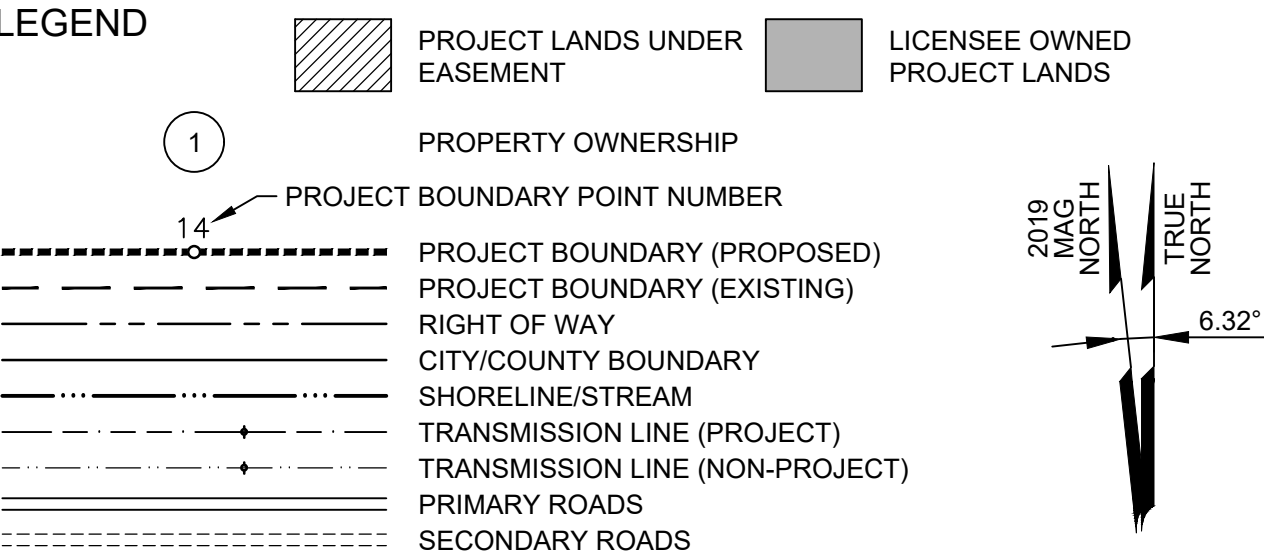 LEGEND
PROJECT LANDS UNDER
EASEMENT
LICENSEE OWNED
PROJECT LANDS
1
PROPERTY OWNERSHIP
PROJECT BOUNDARY POINT NUMBER
14
PROJECT BOUNDARY (PROPOSED)
PROJECT BOUNDARY (EXISTING)
RIGHT OF WAY
CITY/COUNTY BOUNDARY
SHORELINE/STREAM
TRANSMISSION LINE (PROJECT)
TRANSMISSION LINE (NON-PROJECT)
PRIMARY ROADS
SECONDARY ROADS
2019
MAG
NORTH
TRUE
NORTH
6.32°